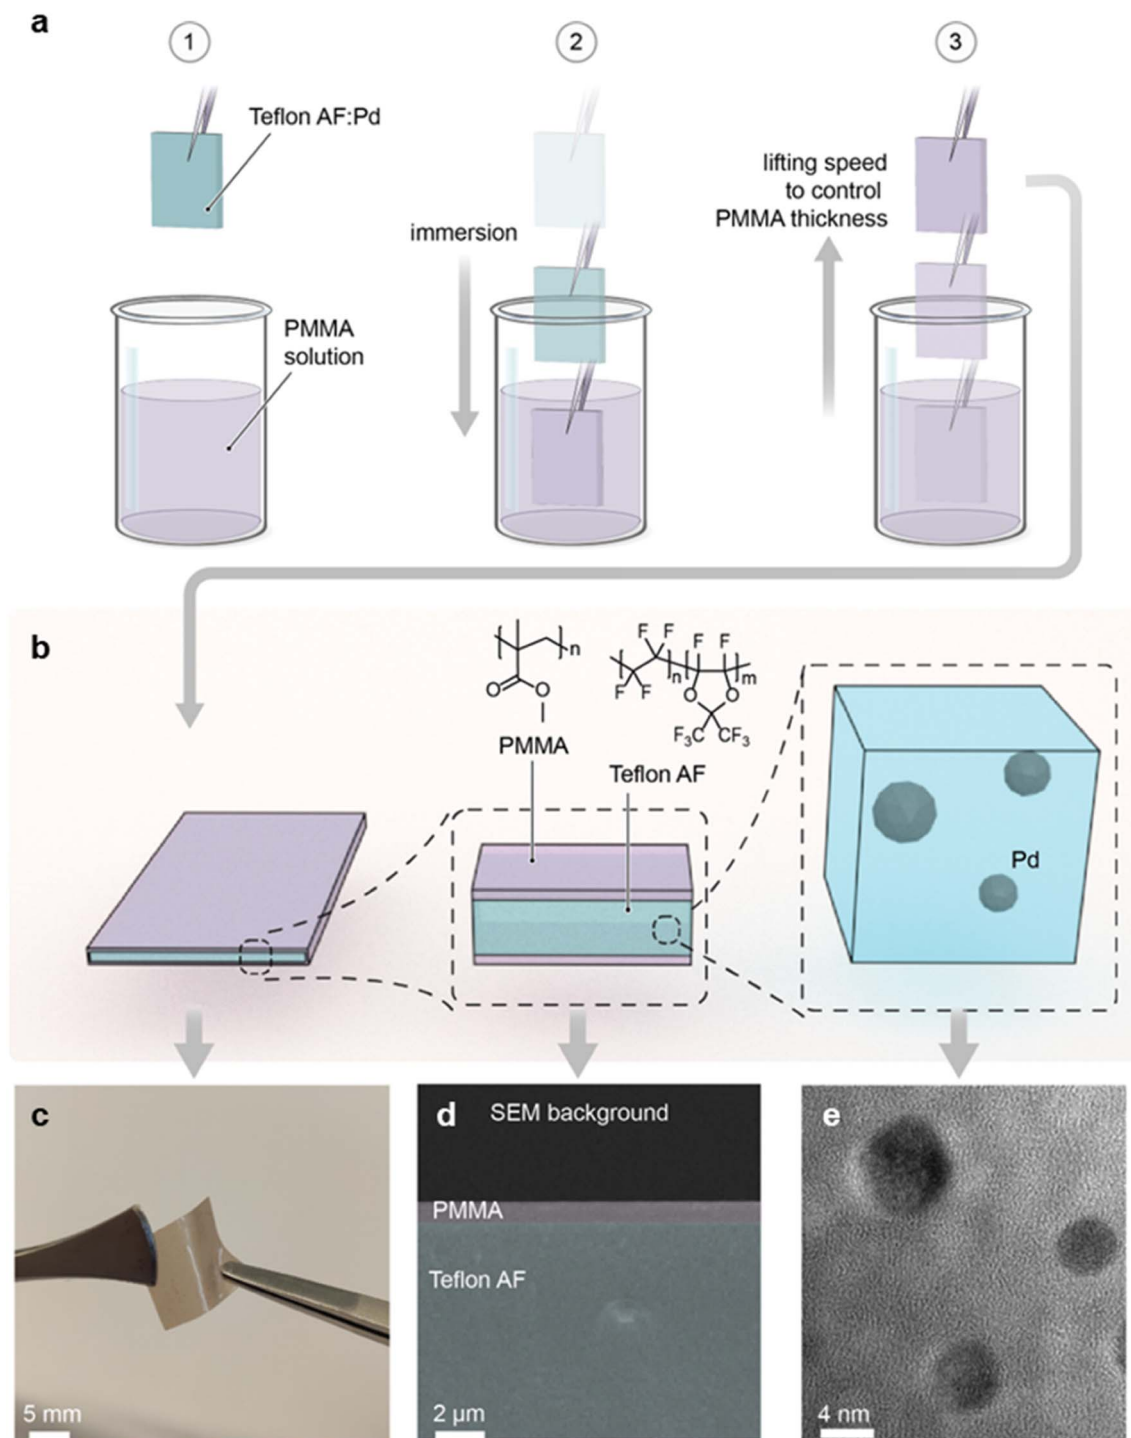 a
1
2
3
Teflon AF:Pd
PMMA
solution
immersion
lifting speed
to control
PMMA thickness
b
n
O
O
PMMA
F
F
F
F
n
F
F
m
O
O
F₃C
CF₃
Teflon AF
Pd
c
5 mm
d
SEM background
PMMA
Teflon AF
2 µm
e
4 nm